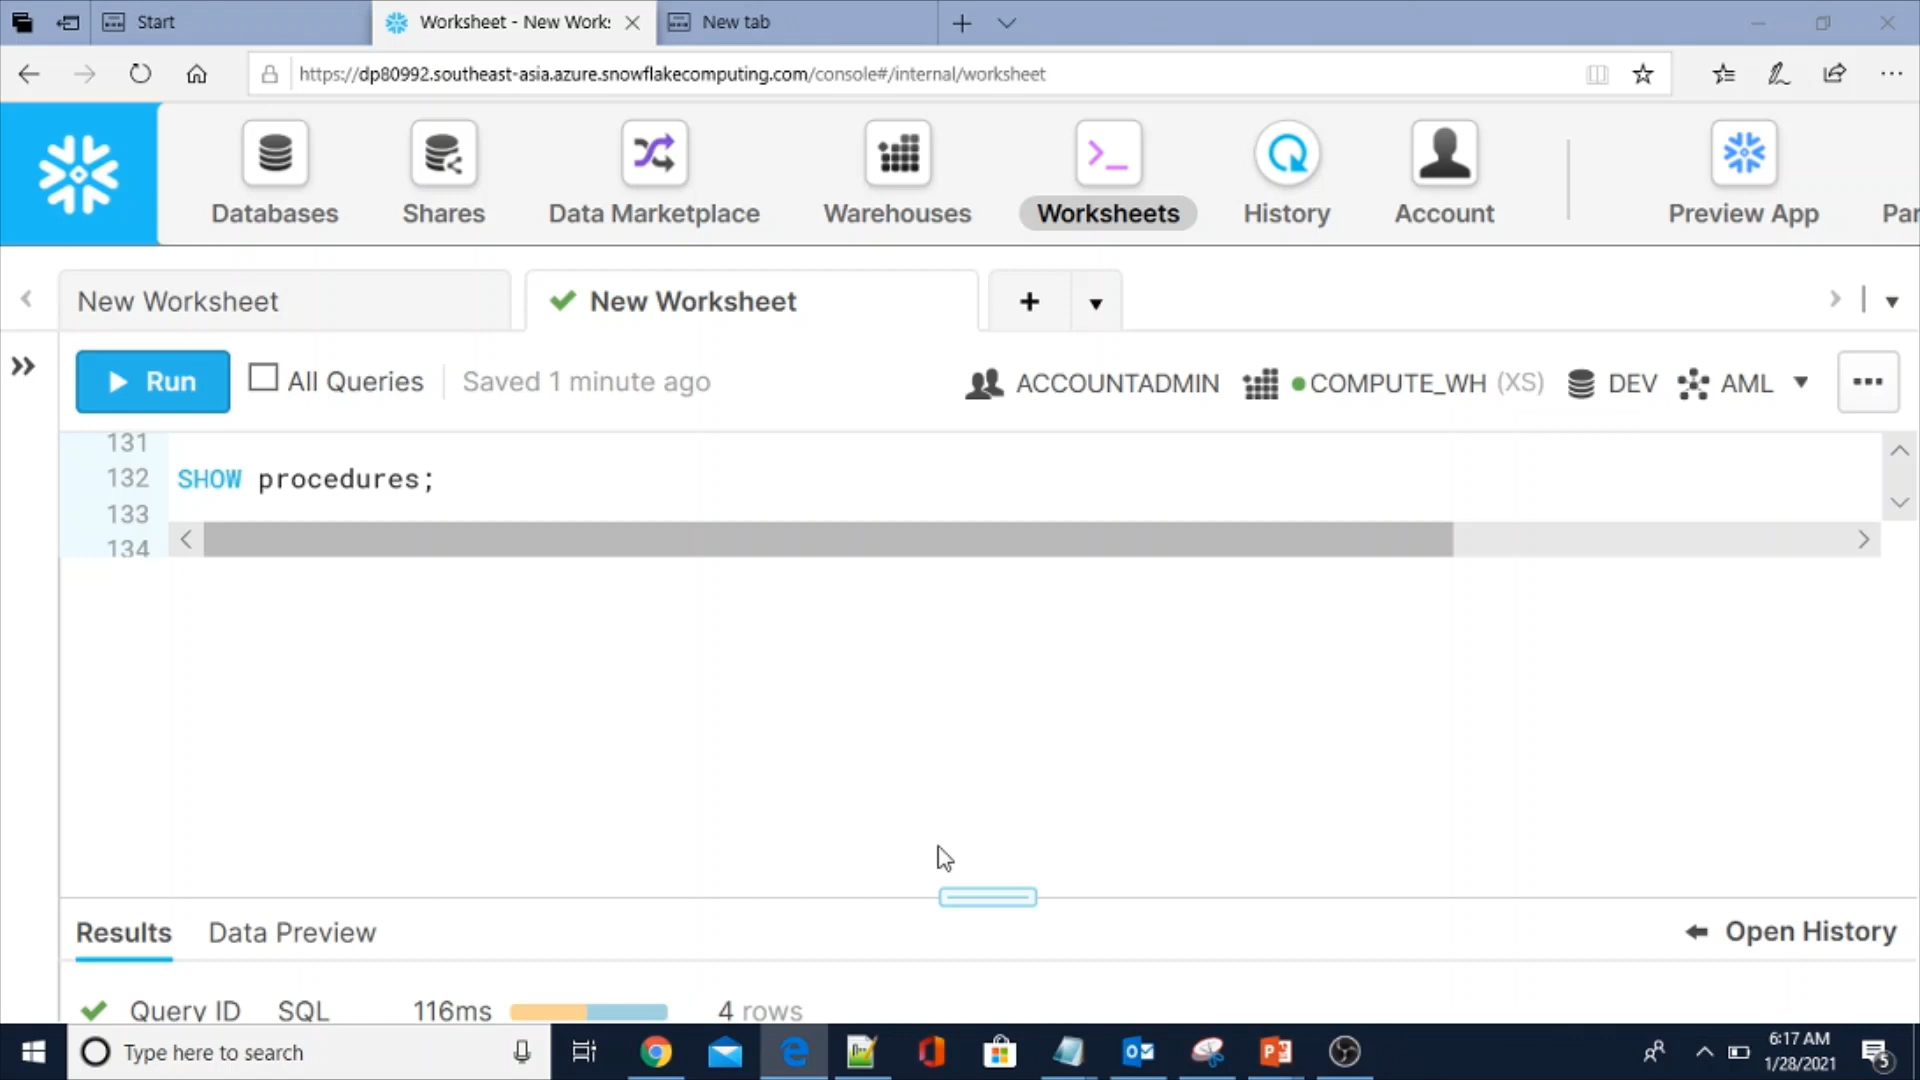 Start
Worksheet - New Work:
New tab
https://dp80992.southeast-asia.azure.snowflakecomputing.com/console#/internal/worksheet
Databases
Shares
Data Marketplace
Warehouses
Worksheets
History
Account
Preview App
Par
New Worksheet
New Worksheet
Run
All Queries
Saved 1 minute ago
ACCOUNTADMIN
COMPUTE_WH (XS)
DEV
AML
131
132 SHOW procedures;
133
134
Results
Data Preview
Open History
Query ID
SQL
116ms
4 rows
Type here to search
6:17 AM
1/28/2021
5